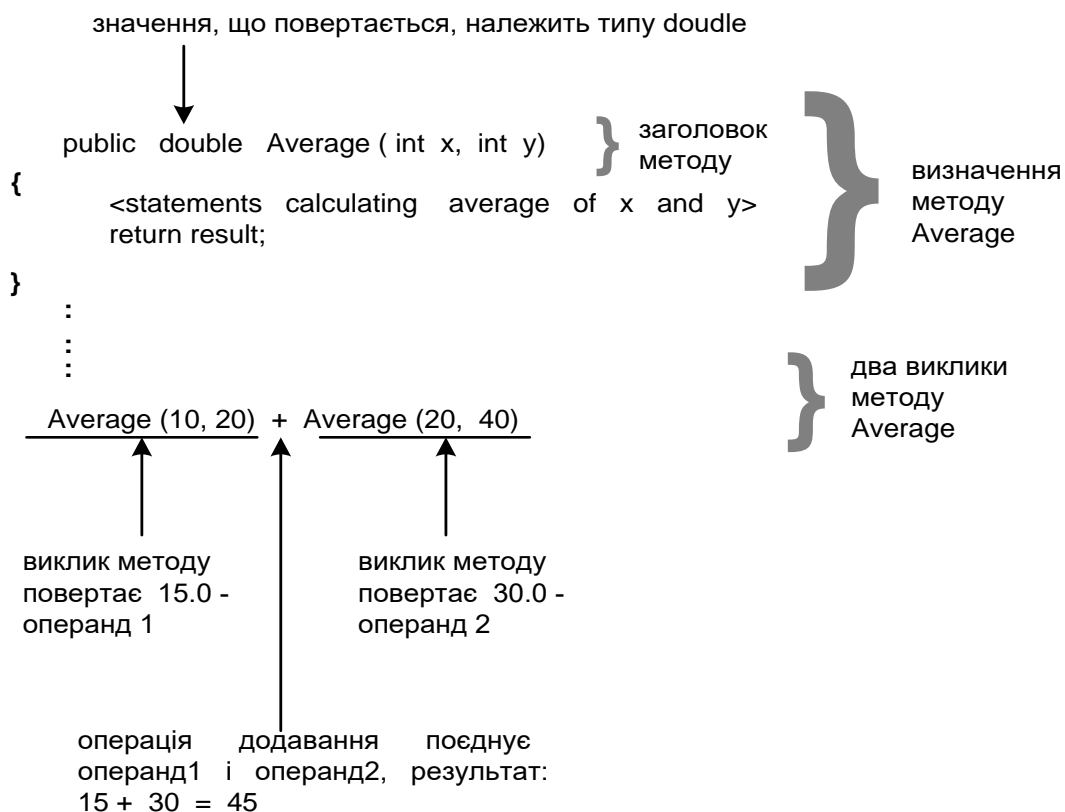 значення, що повертається, належить типу doudle
public double Average ( int x, int y)
заголовок
методу
{
<statements calculating average of x and y>
return result;
}
визначення
методу
Average
:
:
Average (10, 20) + Average (20, 40)
два виклики
методу
Average
виклик методу
повертає 15.0 -
операнд 1
виклик методу
повертає 30.0 -
операнд 2
операція додавання поєднує
операнд1 і операнд2, результат:
15 + 30 = 45